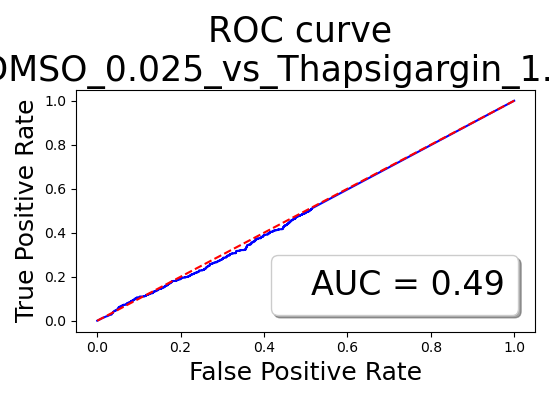 ROC curve
DMSO_0.025_vs_Thapsigargin_1.
True Positive Rate
1.0
0.8
0.6
0.4
0.2
0.0
AUC = 0.49
0.0 0.2 0.4 0.6 0.8 1.0
False Positive Rate